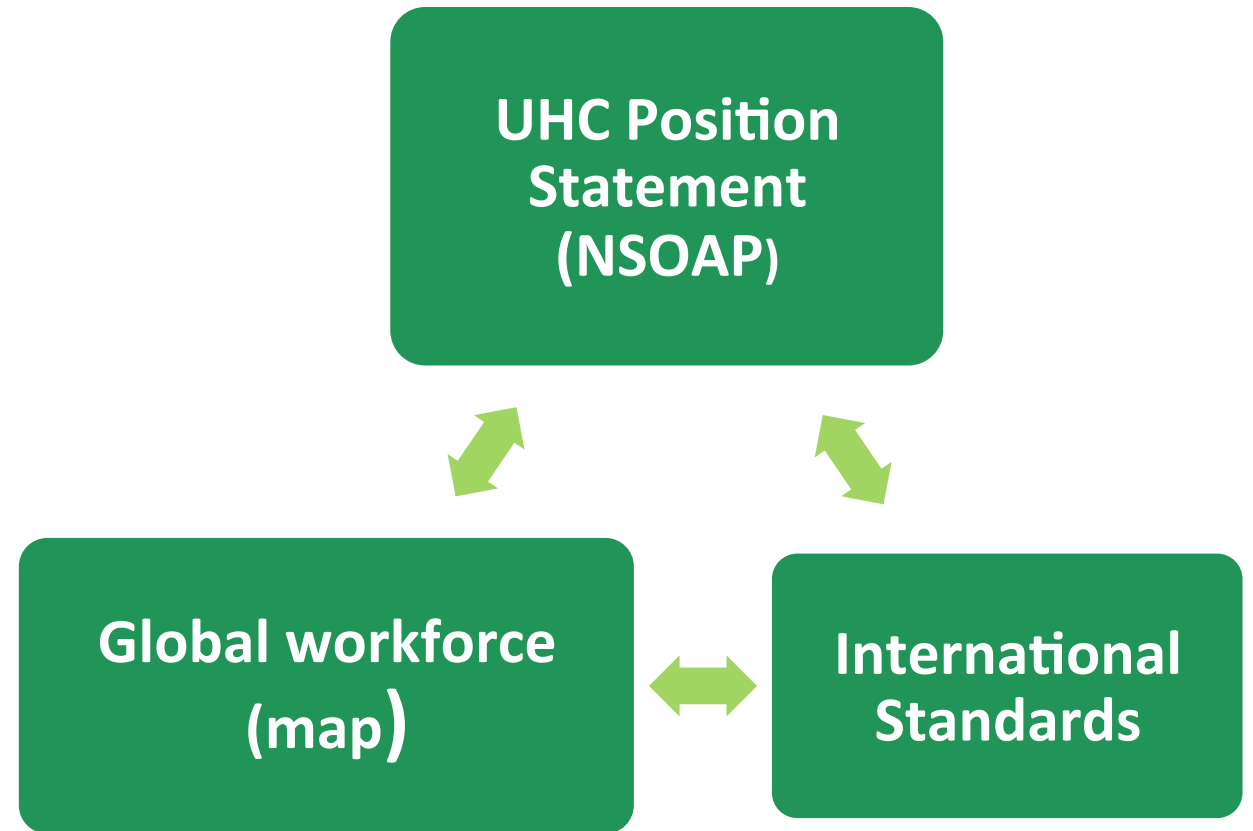 UHC Position
Statement
(NSOAP)
Global workforce
(map)
International
Standards